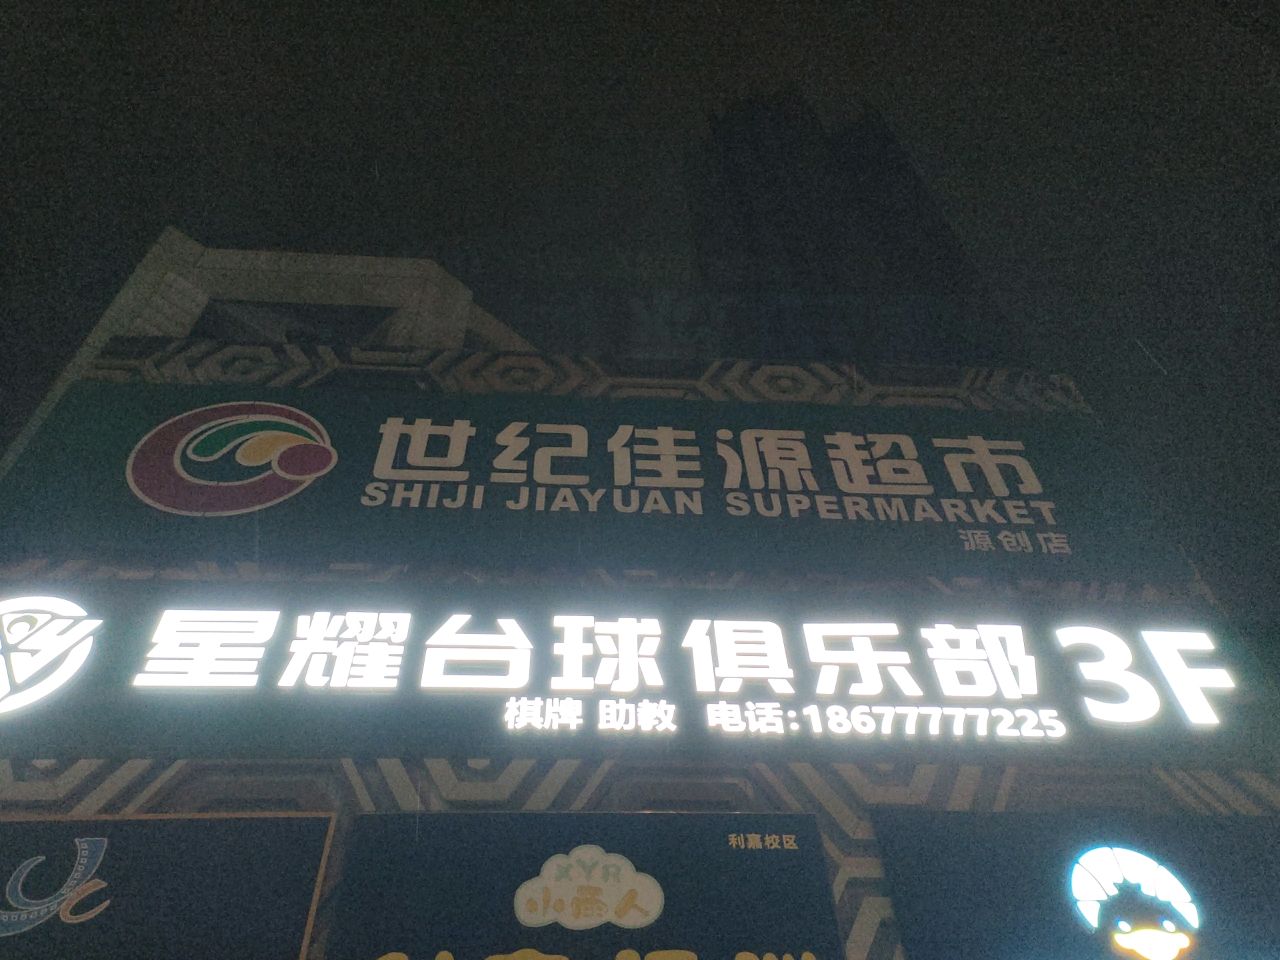 世纪佳源超市
SHIJI JIAYUAN SUPERMARKET
源创店
星耀台球俱乐部 3F
棋牌 助教 电话:18677777225
利嘉校区
XYR
小雪人